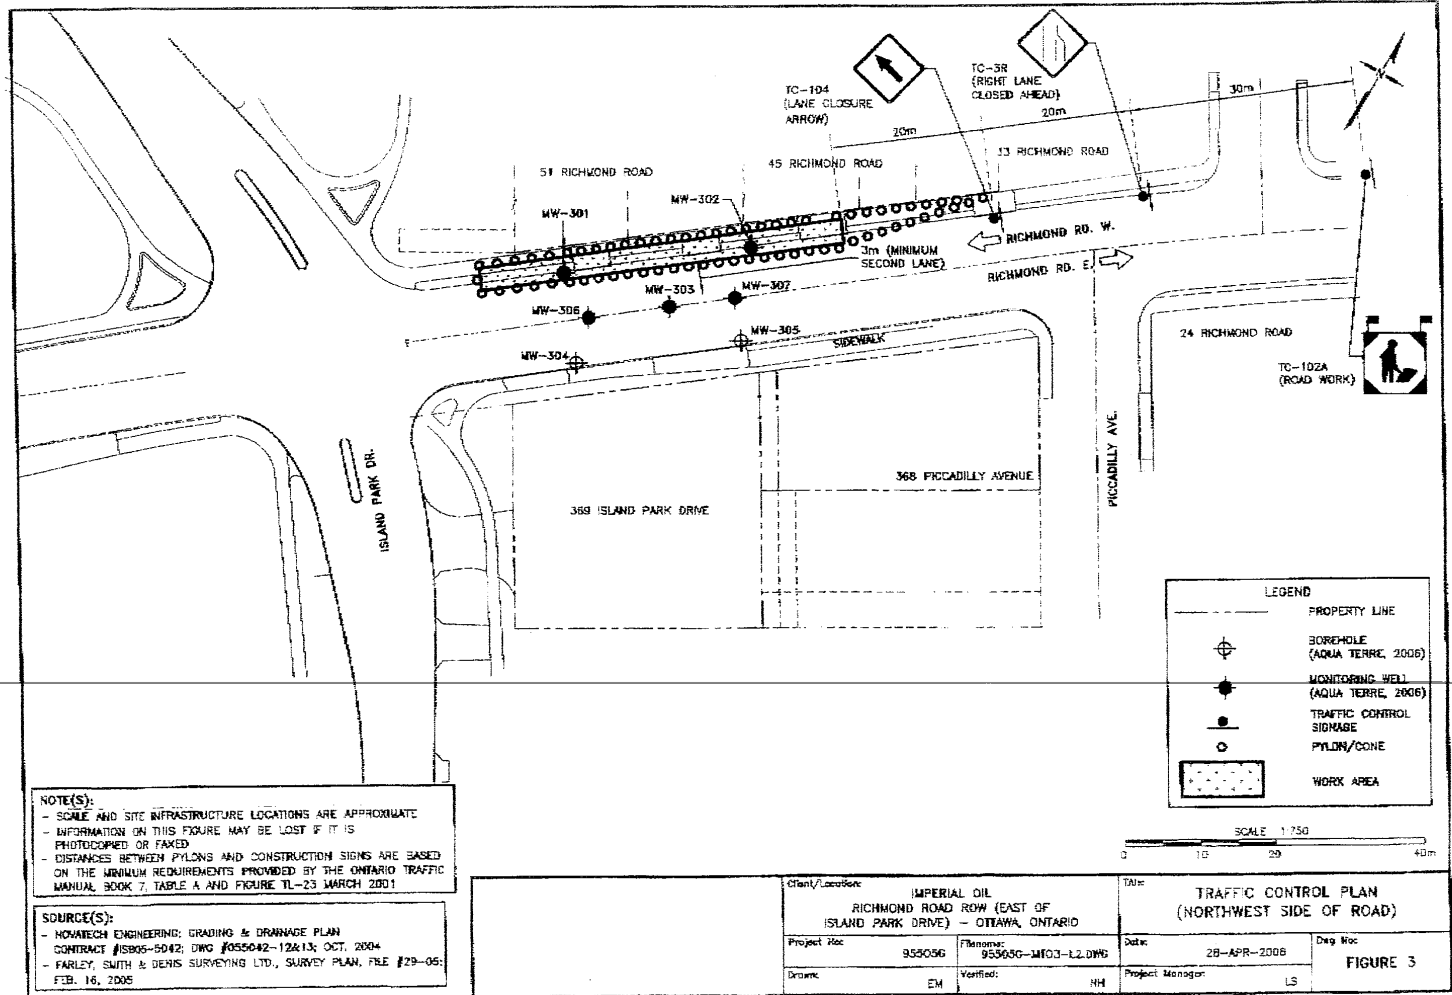 TC-104
(LANE CLOSURE
ARROW)
TC-3R
(RIGHT LANE
CLOSED AHEAD)
N
30m
20m
20m
51 RICHMOND ROAD
45 RICHMOND ROAD
33 RICHMOND ROAD
MW-301
MW-302
RICHMOND RD. W.
3m (MINIMUM
SECOND LANE)
RICHMOND RD. E.
MW-303
MW-307
MW-306
MW-305
MW-304
SIDEWALK
24 RICHMOND ROAD
TC-102A
(ROAD WORK)
ISLAND PARK DR.
PICCADILLY AVE.
368 PICCADILLY AVENUE
369 ISLAND PARK DRIVE
LEGEND
PROPERTY LINE
BOREHOLE
(AQUA TERRE, 2006)
MONITORING WELL
(AQUA TERRE, 2006)
TRAFFIC CONTROL
SIGNAGE
PYLON/CONE
WORK AREA
SCALE 1:750
0 10 20 40m
NOTE(S):
- SCALE AND SITE INFRASTRUCTURE LOCATIONS ARE APPROXIMATE
- INFORMATION ON THIS FIGURE MAY BE LOST IF IT IS
PHOTOCOPIED OR FAXED
- DISTANCES BETWEEN PYLONS AND CONSTRUCTION SIGNS ARE BASED
ON THE MINIMUM REQUIREMENTS PROVIDED BY THE ONTARIO TRAFFIC
MANUAL BOOK 7, TABLE A AND FIGURE TL-23 MARCH 2001
SOURCE(S):
- NOVATECH ENGINEERING; GRADING & DRAINAGE PLAN
CONTRACT #ISB05-5042; DWG #055042-12&13; OCT. 2004
- FARLEY, SMITH & DENIS SURVEYING LTD., SURVEY PLAN, FILE #29-05;
FEB. 16, 2005
Client/Location:
IMPERIAL OIL
RICHMOND ROAD ROW (EAST OF
ISLAND PARK DRIVE) - OTTAWA, ONTARIO
Title:
TRAFFIC CONTROL PLAN
(NORTHWEST SIDE OF ROAD)
Project No:
95505G
Filename:
95505G-MI03-L2.DWG
Date:
28-APR-2006
Dwg No:
FIGURE 3
Drawn:
EM
Verified:
NH
Project Manager:
LS